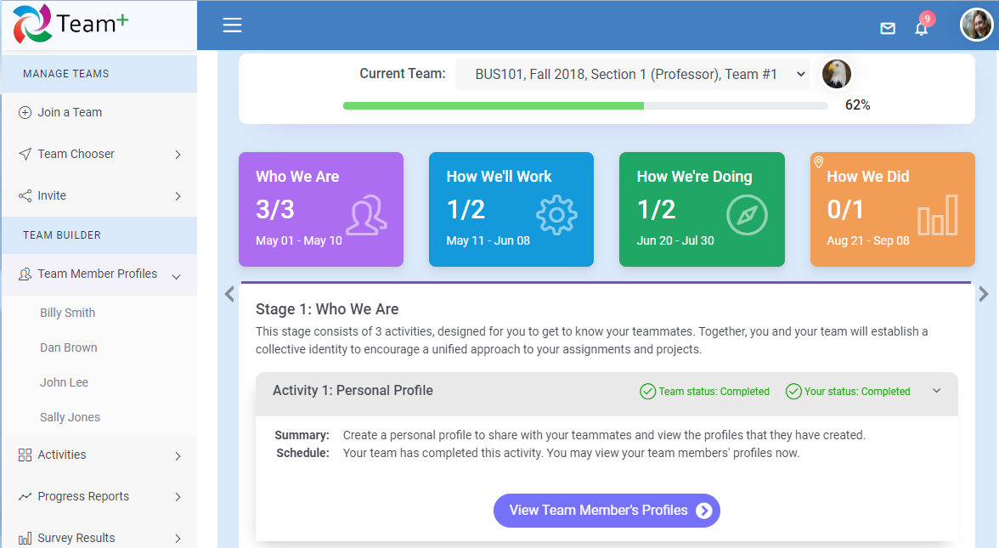 Team+
9
MANAGE TEAMS
Join a Team
Team Chooser
Invite
TEAM BUILDER
Team Member Profiles
Billy Smith
Dan Brown
John Lee
Sally Jones
Activities
Progress Reports
Survey Results
Current Team: BUS101, Fall 2018, Section 1 (Professor), Team #1
62%
Who We Are
3/3
May 01 - May 10
How We'll Work
1/2
May 11 - Jun 08
How We're Doing
1/2
Jun 20 - Jul 30
How We Did
0/1
Aug 21 - Sep 08
Stage 1: Who We Are
This stage consists of 3 activities, designed for you to get to know your teammates. Together, you and your team will establish a
collective identity to encourage a unified approach to your assignments and projects.
Activity 1: Personal Profile Team status: Completed Your status: Completed
Summary: Create a personal profile to share with your teammates and view the profiles that they have created.
Schedule: Your team has completed this activity. You may view your team members' profiles now.
View Team Member's Profiles